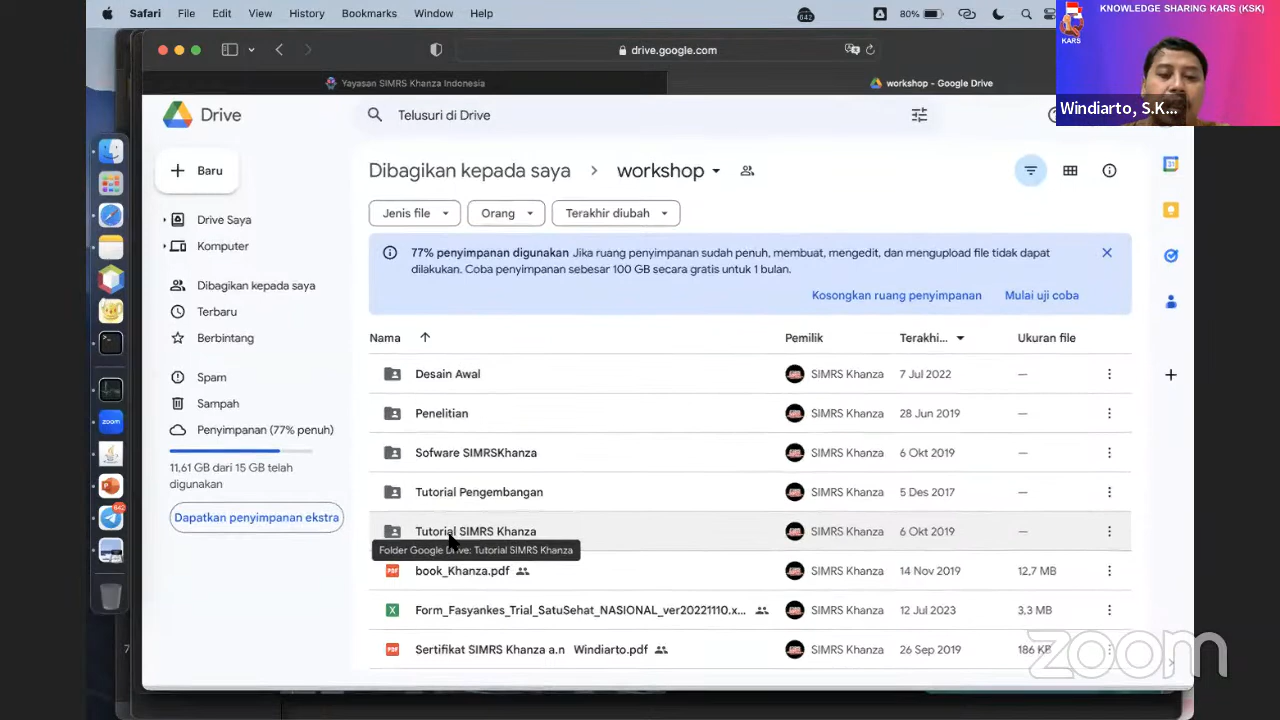 Safari File Edit View History Bookmarks Window Help
642
80%
KNOWLEDGE SHARING KARS (KSK)
KARS
Windiarto, S.K...
drive.google.com
Yayasan SIMRS Khanza Indonesia
workshop - Google Drive
Drive
Telusuri di Drive
Baru
Dibagikan kepada saya > workshop
Drive Saya
Komputer
Dibagikan kepada saya
Terbaru
Berbintang
Spam
Sampah
Penyimpanan (77% penuh)
11,61 GB dari 15 GB telah
digunakan
Dapatkan penyimpanan ekstra
Jenis file Orang Terakhir diubah
77% penyimpanan digunakan Jika ruang penyimpanan sudah penuh, membuat, mengedit, dan mengupload file tidak dapat
dilakukan. Coba penyimpanan sebesar 100 GB secara gratis untuk 1 bulan.
Kosongkan ruang penyimpanan Mulai uji coba
Nama Pemilik Terakhi... Ukuran file
Desain Awal SIMRS Khanza 7 Jul 2022 —
Penelitian SIMRS Khanza 28 Jun 2019 —
Sofware SIMRSKhanza SIMRS Khanza 6 Okt 2019 —
Tutorial Pengembangan SIMRS Khanza 5 Des 2017 —
Tutorial SIMRS Khanza SIMRS Khanza 6 Okt 2019 —
Folder Google Drive: Tutorial SIMRS Khanza
PDF book_Khanza.pdf SIMRS Khanza 14 Nov 2019 12,7 MB
X Form_Fasyankes_Trial_SatuSehat_NASIONAL_ver20221110.x... SIMRS Khanza 12 Jul 2023 3,3 MB
PDF Sertifikat SIMRS Khanza a.n Windiarto.pdf SIMRS Khanza 26 Sep 2019 186 KB
zoom
642
zoom
31